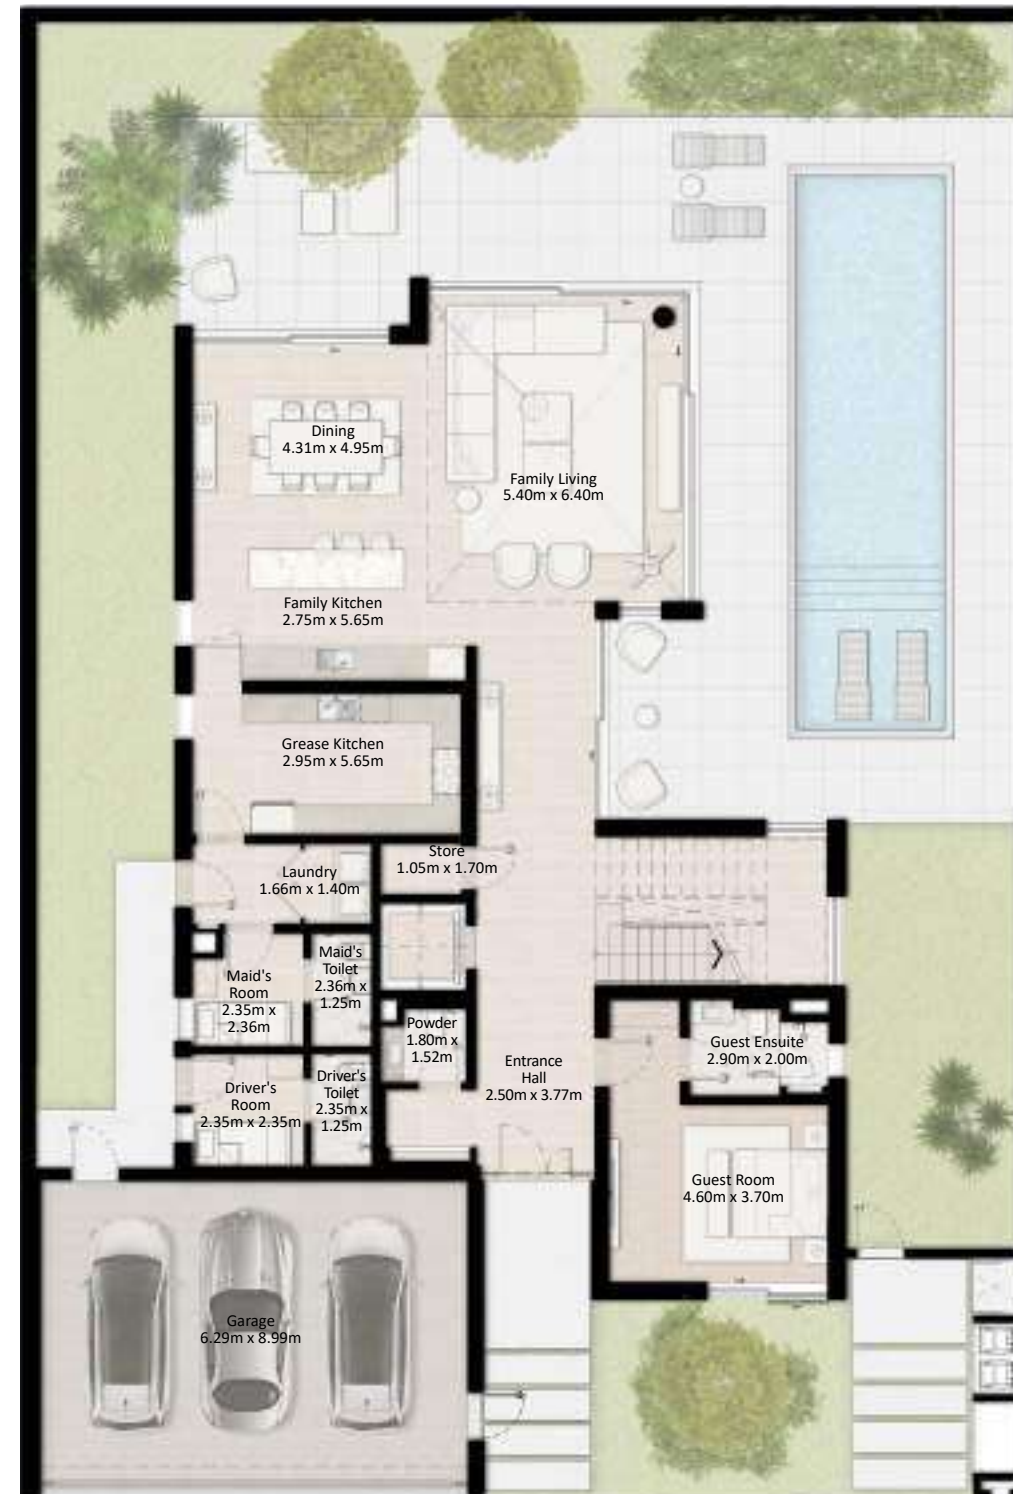 Dining
4.31m x 4.95m
Family Living
5.40m x 6.40m
Family Kitchen
2.75m x 5.65m
Grease Kitchen
2.95m x 5.65m
Store
1.05m x 1.70m
Laundry
1.66m x 1.40m
Maid's
Toilet
2.36m x
1.25m
Maid's
Room
2.35m x
2.36m
Powder
1.80m x
1.52m
Guest Ensuite
2.90m x 2.00m
Entrance
Hall
2.50m x 3.77m
Driver's
Toilet
2.35m x
1.25m
Driver's
Room
2.35m x 2.35m
Guest Room
4.60m x 3.70m
Garage
6.29m x 8.99m